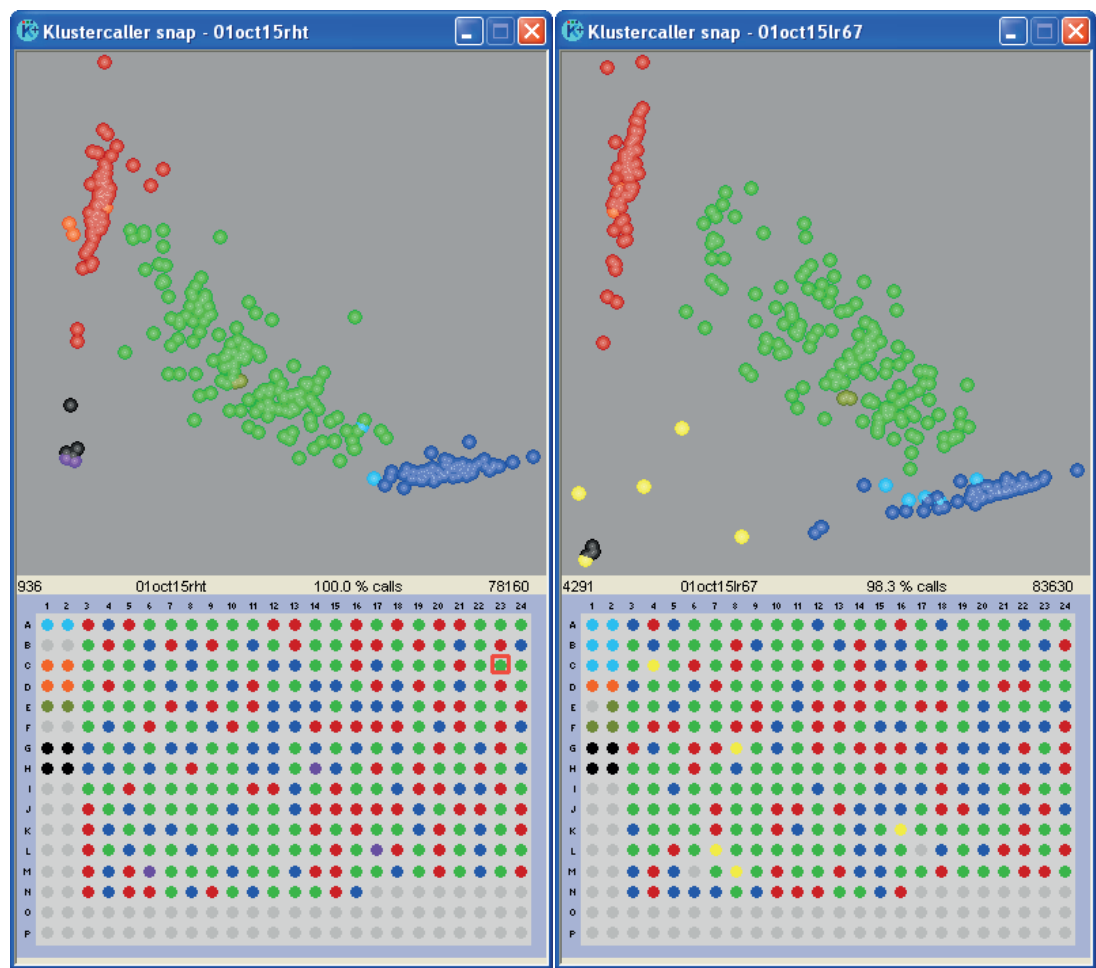 Klustercaller snap - 01oct15rht
936 01oct15rht 100.0 % calls 78160
1 2 3 4 5 6 7 8 9 10 11 12 13 14 15 16 17 18 19 20 21 22 23 24
A
B
C
D
E
F
G
H
I
J
K
L
M
N
O
P
Klustercaller snap - 01oct15lr67
4291 01oct15lr67 98.3 % calls 83630
1 2 3 4 5 6 7 8 9 10 11 12 13 14 15 16 17 18 19 20 21 22 23 24
A
B
C
D
E
F
G
H
I
J
K
L
M
N
O
P